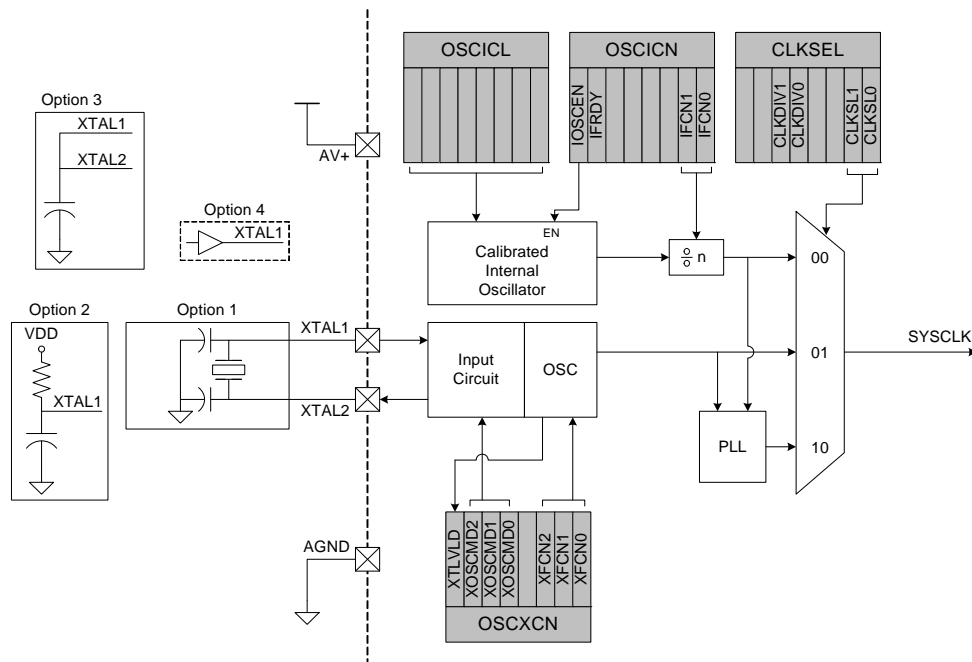 OSCICL
OSCICN
CLKSEL
IOSCEN
IFRDY
IFCN1
IFCN0
CLKDIV1
CLKDIV0
CLKSL1
CLKSL0
Option 3
XTAL1
XTAL2
AV+
Option 4
XTAL1
EN
Calibrated
Internal
Oscillator
n
00
Option 2
VDD
XTAL1
Option 1
XTAL1
XTAL2
Input
Circuit
OSC
01
SYSCLK
PLL
10
AGND
XTLVLD
XOSCMD2
XOSCMD1
XOSCMD0
XFCN2
XFCN1
XFCN0
OSCXCN